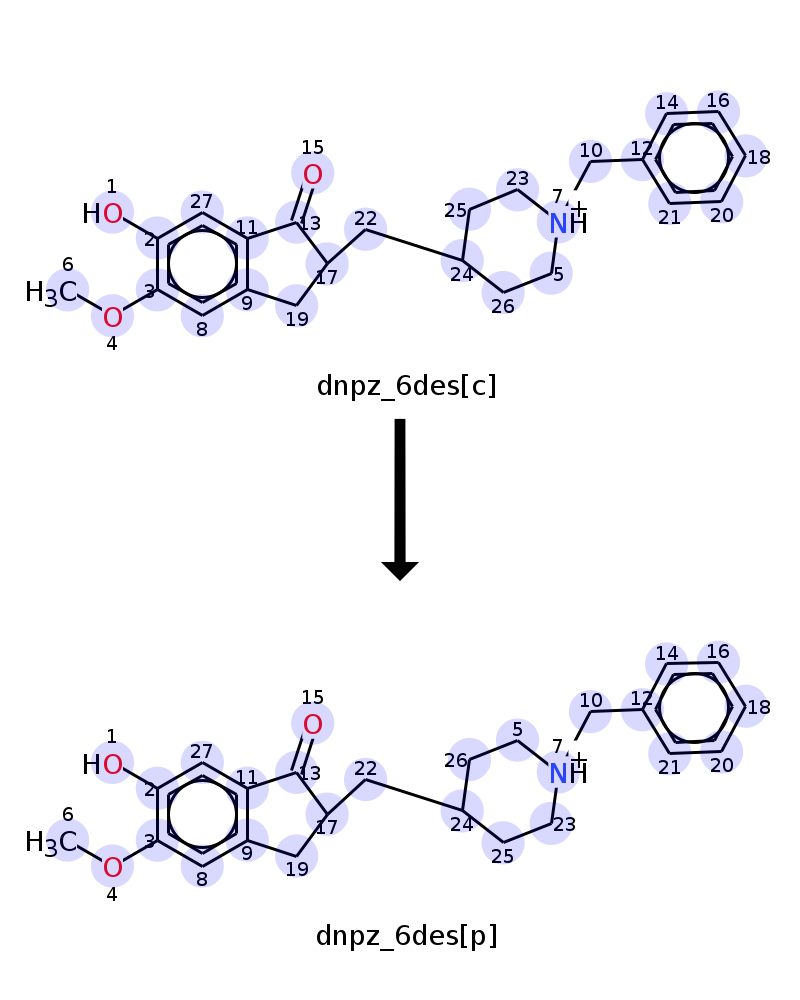 14 16
12 18
10
21 20
15
O
1 27 23 7
HO 25 NH+
2 11 13 22
6 24 5
H3C 3 9 17 26
O 8 19
4
dnpz_6des[c]
14 16
12 18
10
21 20
15
O
1 27 5 7
HO 26 NH+
2 11 13 22
6 24 23
H3C 3 9 17 25
O 8 19
4
dnpz_6des[p]